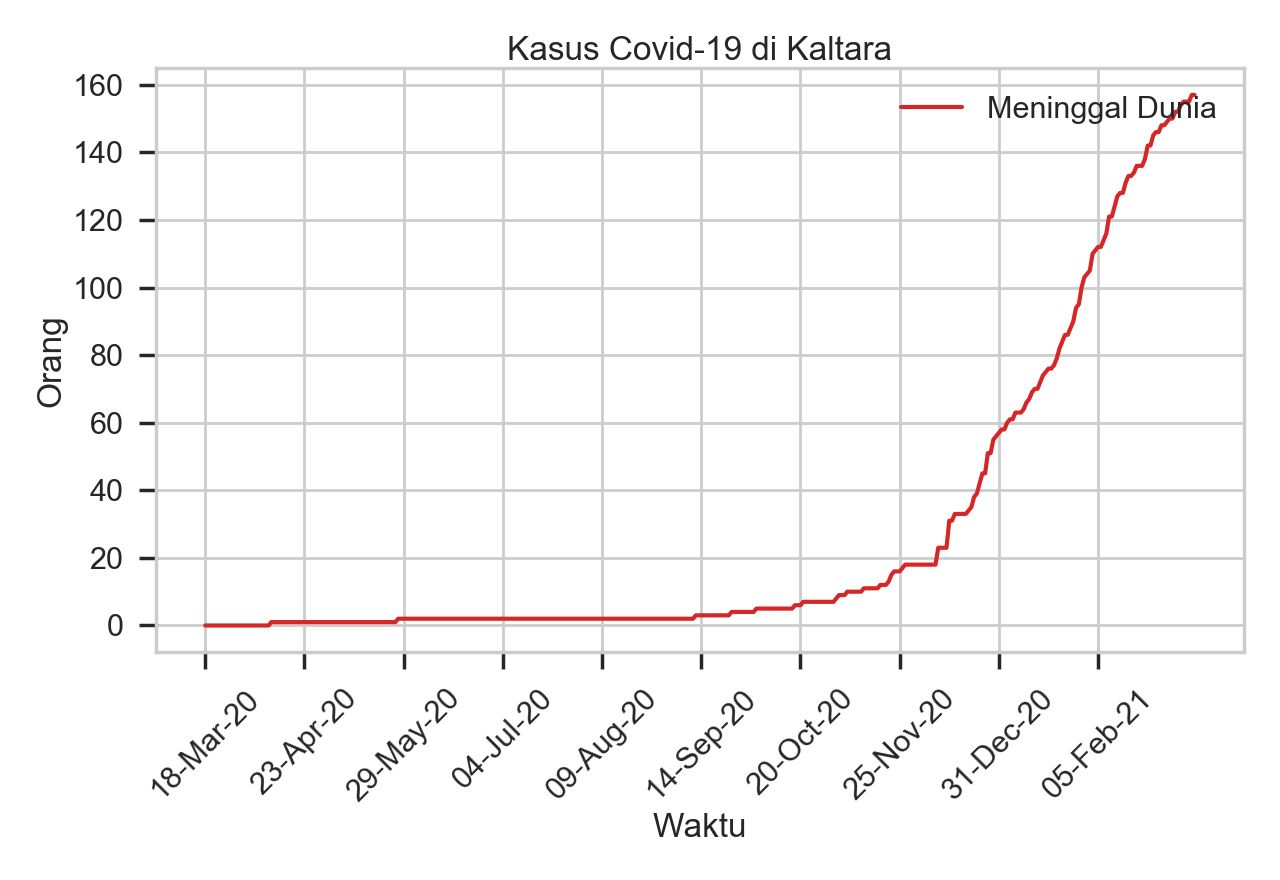 Kasus Covid-19 di Kaltara
Meninggal Dunia
160
140
120
100
80
60
40
20
0
Orang
18-Mar-20
23-Apr-20
29-May-20
04-Jul-20
09-Aug-20
14-Sep-20
20-Oct-20
25-Nov-20
31-Dec-20
05-Feb-21
Waktu